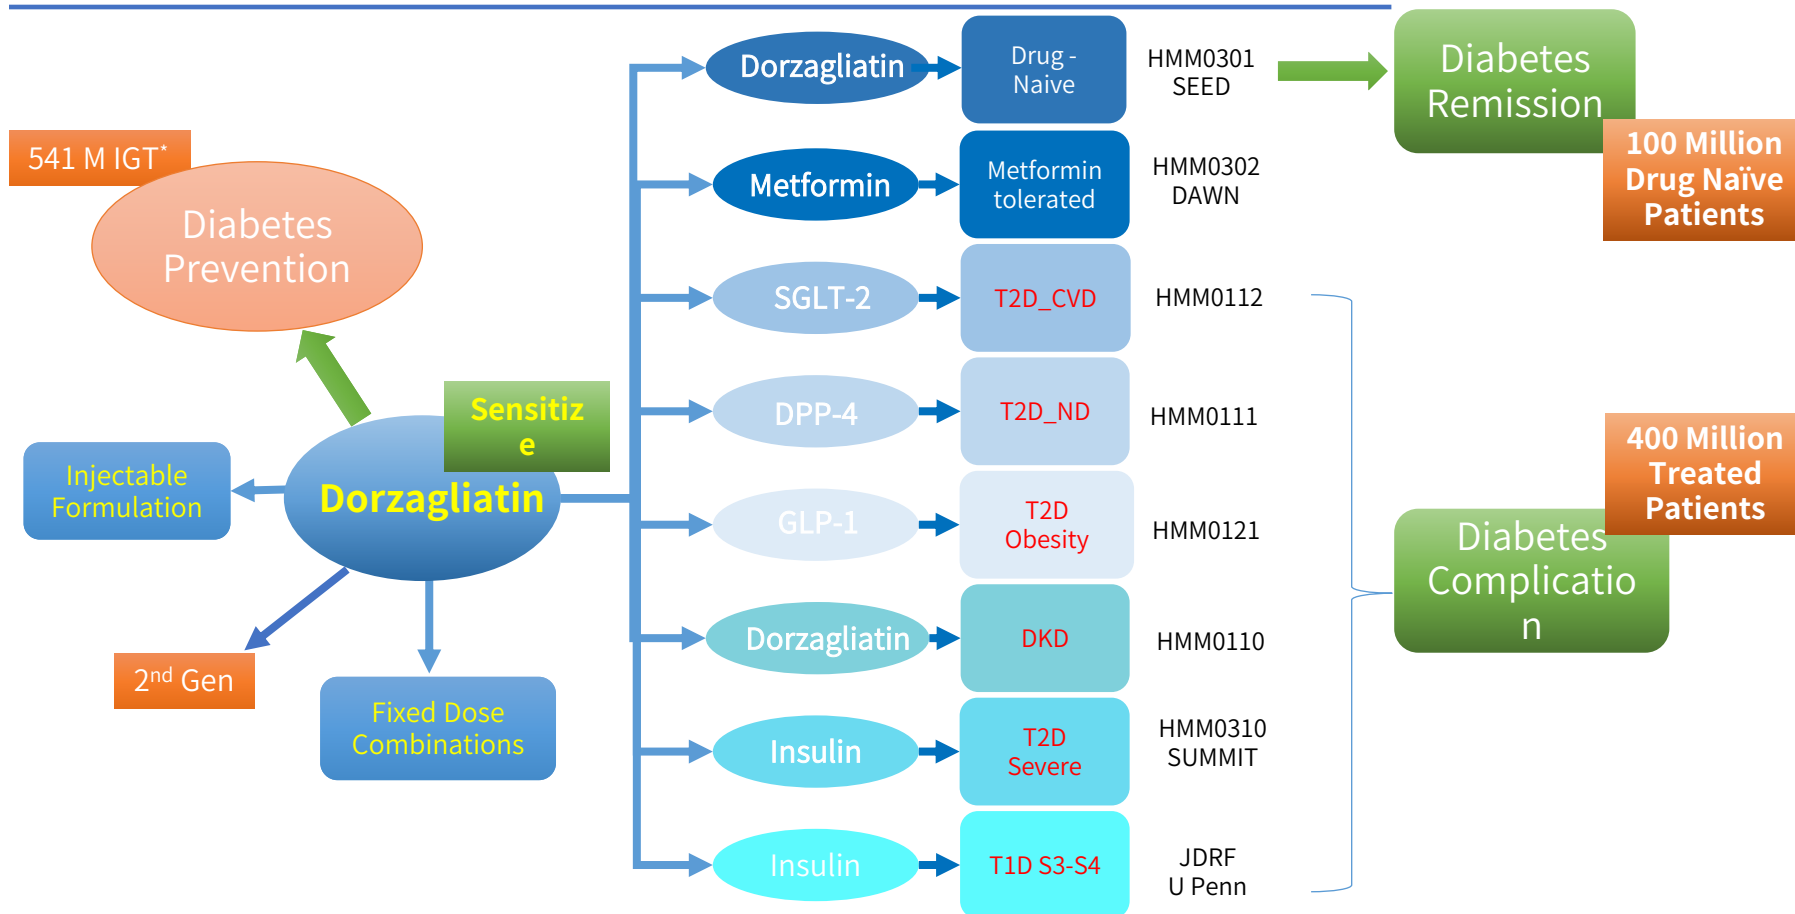 541 M IGT*
Diabetes
Prevention
Sensitiz
e
Dorzagliatin
Injectable
Formulation
2nd Gen
Fixed Dose
Combinations
Dorzagliatin
Drug -
Naive
HMM0301
SEED
Metformin
Metformin
tolerated
HMM0302
DAWN
SGLT-2
T2D_CVD
HMM0112
DPP-4
T2D_ND
HMM0111
GLP-1
T2D
Obesity
HMM0121
Dorzagliatin
DKD
HMM0110
Insulin
T2D
Severe
HMM0310
SUMMIT
Insulin
T1D S3-S4
JDRF
U Penn
Diabetes
Remission
100 Million
Drug Naïve
Patients
400 Million
Treated
Patients
Diabetes
Complicatio
n